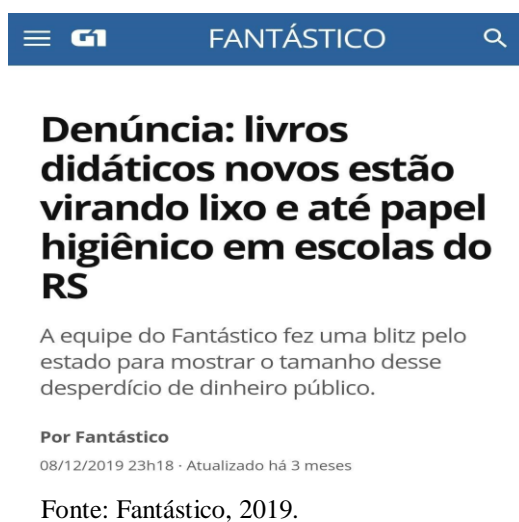 G1 FANTÁSTICO
Denúncia: livros
didáticos novos estão
virando lixo e até papel
higiênico em escolas do
RS
A equipe do Fantástico fez uma blitz pelo
estado para mostrar o tamanho desse
desperdício de dinheiro público.
Por Fantástico
08/12/2019 23h18 · Atualizado há 3 meses
Fonte: Fantástico, 2019.